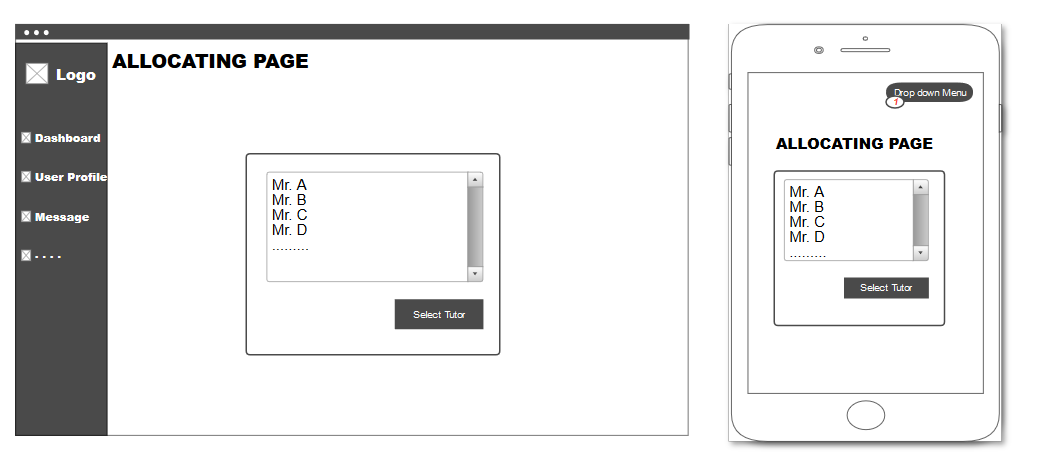 Logo
ALLOCATING PAGE
Dashboard
User Profile
Message
. . . .
Mr. A
Mr. B
Mr. C
Mr. D
.........
Select Tutor
Drop down Menu
1
ALLOCATING PAGE
Mr. A
Mr. B
Mr. C
Mr. D
.........
Select Tutor